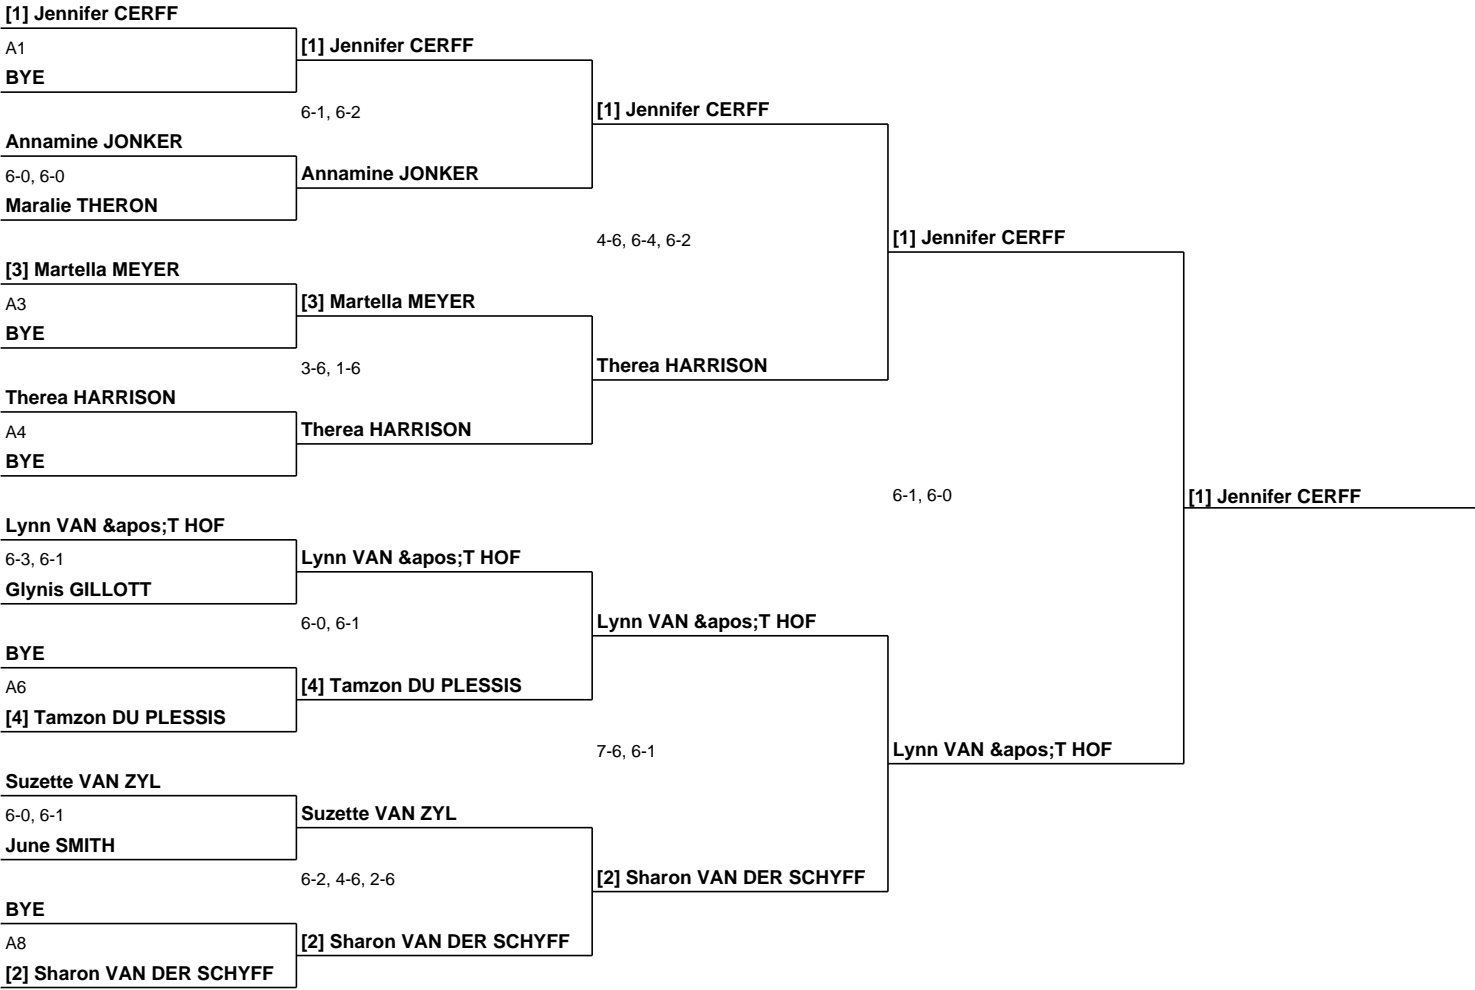 [1] Jennifer CERFF
A1
BYE
Annamine JONKER
6-0, 6-0
Maralie THERON
[3] Martella MEYER
A3
BYE
Therea HARRISON
A4
BYE
Lynn VAN &apos;T HOF
6-3, 6-1
Glynis GILLOTT
BYE
A6
[4] Tamzon DU PLESSIS
Suzette VAN ZYL
6-0, 6-1
June SMITH
BYE
A8
[2] Sharon VAN DER SCHYFF
[1] Jennifer CERFF
6-1, 6-2
Annamine JONKER
[3] Martella MEYER
3-6, 1-6
Therea HARRISON
Lynn VAN &apos;T HOF
6-0, 6-1
[4] Tamzon DU PLESSIS
Suzette VAN ZYL
6-2, 4-6, 2-6
[2] Sharon VAN DER SCHYFF
[1] Jennifer CERFF
4-6, 6-4, 6-2
Therea HARRISON
Lynn VAN &apos;T HOF
7-6, 6-1
[2] Sharon VAN DER SCHYFF
[1] Jennifer CERFF
6-1, 6-0
Lynn VAN &apos;T HOF
[1] Jennifer CERFF